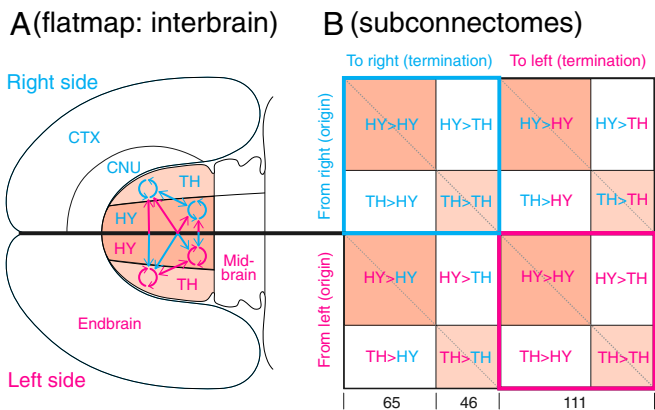 A (flatmap: interbrain)
Right side
CTX
CNU
TH
HY
HY
TH
Mid-
brain
Endbrain
Left side
B (subconnectomes)
To right (termination)
To left (termination)
From right (origin)
HY>HY
HY>TH
HY>HY
HY>TH
TH>HY
TH>TH
TH>HY
TH>TH
From left (origin)
HY>HY
HY>TH
HY>HY
HY>TH
TH>HY
TH>TH
TH>HY
TH>TH
65
46
111